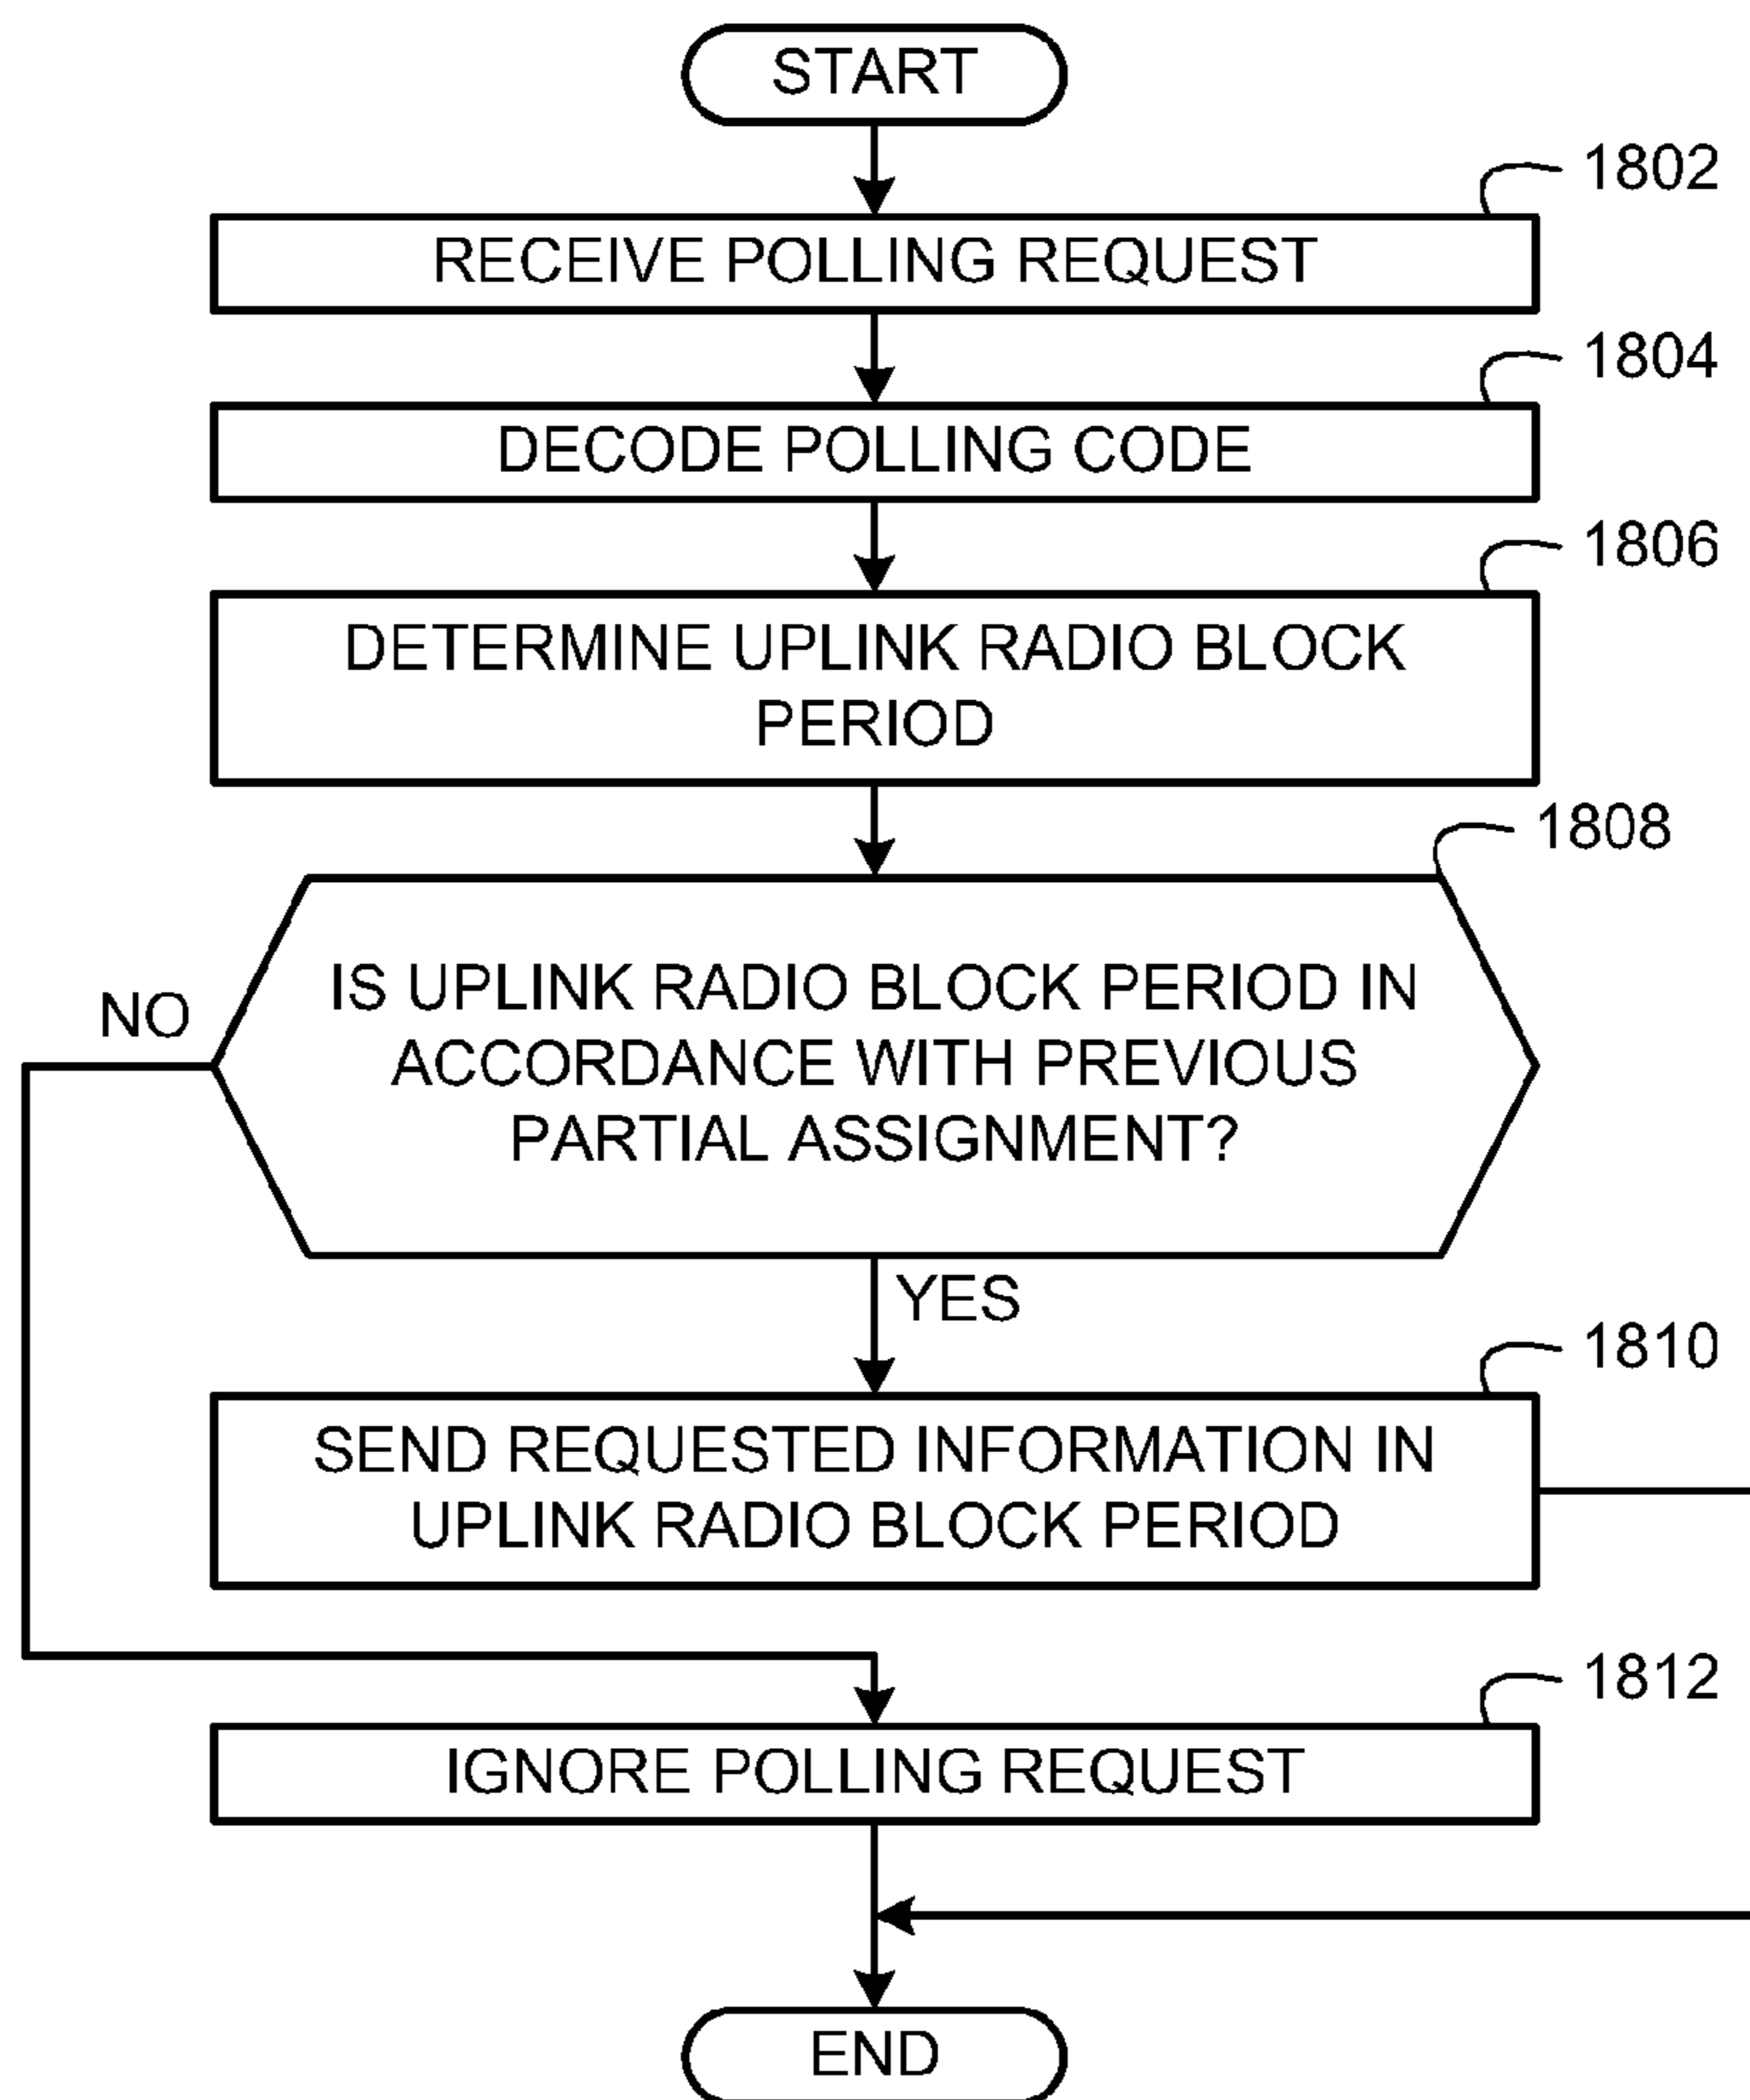 START
1802
RECEIVE POLLING REQUEST
1804
DECODE POLLING CODE
1806
DETERMINE UPLINK RADIO BLOCK
PERIOD
1808
IS UPLINK RADIO BLOCK PERIOD IN
ACCORDANCE WITH PREVIOUS
PARTIAL ASSIGNMENT?
NO
YES
1810
SEND REQUESTED INFORMATION IN
UPLINK RADIO BLOCK PERIOD
1812
IGNORE POLLING REQUEST
END